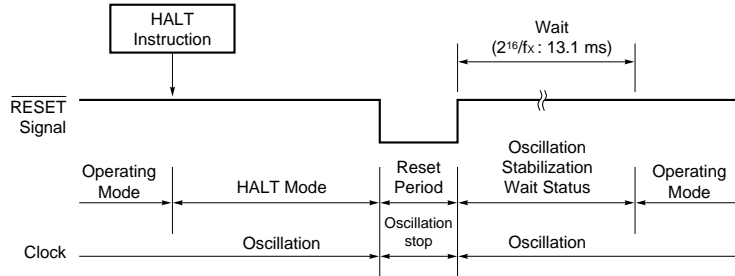 HALT
Instruction
Wait
(2¹⁶/fx : 13.1 ms)
RESET
Signal
Operating
Mode
HALT Mode
Reset
Period
Oscillation
Stabilization
Wait Status
Operating
Mode
Clock
Oscillation
Oscillation
stop
Oscillation